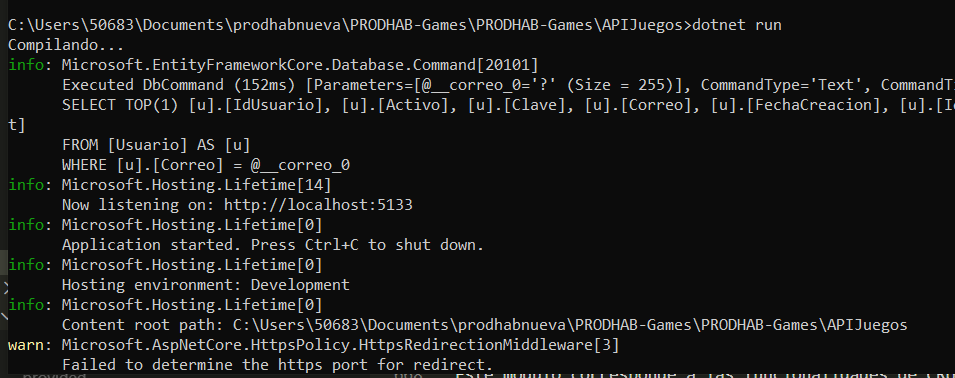 C:\Users\50683\Documents\prodhabnueva\PRODHAB-Games\PRODHAB-Games\APIJuegos>dotnet run
Compilando...
info: Microsoft.EntityFrameworkCore.Database.Command[20101]
Executed DbCommand (152ms) [Parameters=[@__correo_0='?' (Size = 255)], CommandType='Text',
SELECT TOP(1) [u].[IdUsuario], [u].[Activo], [u].[Clave], [u].[Correo], [u].[FechaCreacion],
t]
FROM [Usuario] AS [u]
WHERE [u].[Correo] = @__correo_0
info: Microsoft.Hosting.Lifetime[14]
Now listening on: http://localhost:5133
info: Microsoft.Hosting.Lifetime[0]
Application started. Press Ctrl+C to shut down.
info: Microsoft.Hosting.Lifetime[0]
Hosting environment: Development
info: Microsoft.Hosting.Lifetime[0]
Content root path: C:\Users\50683\Documents\prodhabnueva\PRODHAB-Games\PRODHAB-Games\APIJuegos
warn: Microsoft.AspNetCore.HttpsPolicy.HttpsRedirectionMiddleware[3]
Failed to determine the https port for redirect.